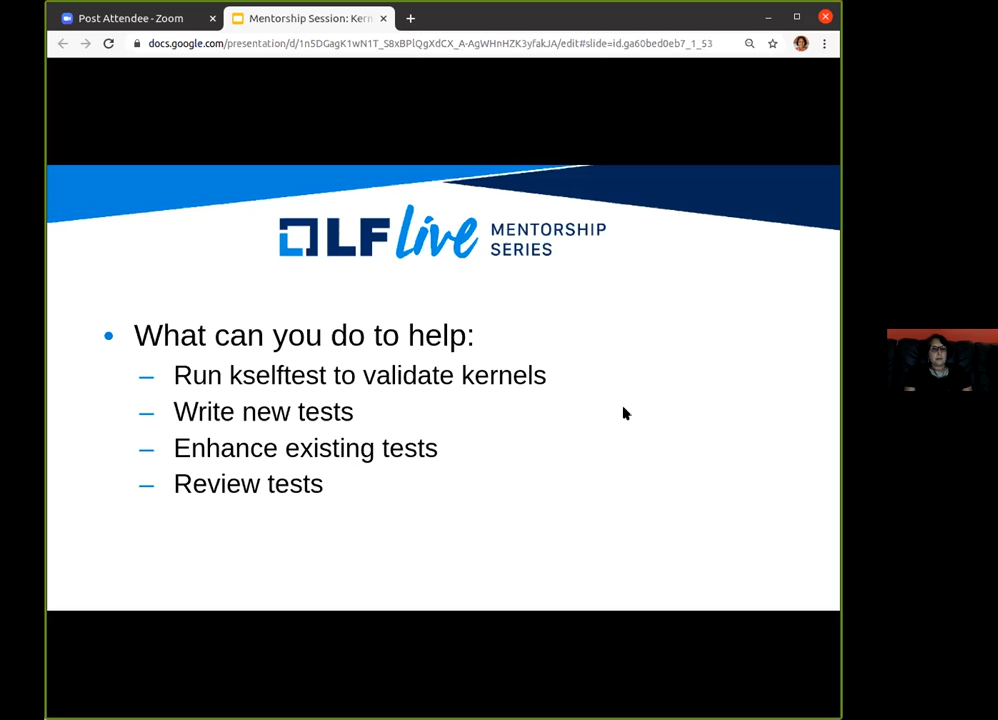 Post Attendee - Zoom
Mentorship Session: Kern
docs.google.com/presentation/d/1n5DGagK1wN1T_S8xBPlQgXdCX_A-AgWHnHZK3yfakJA/edit#slide=id.ga60bed0eb7_1_53
LF live MENTORSHIP
SERIES
• What can you do to help:
– Run kselftest to validate kernels
– Write new tests
– Enhance existing tests
– Review tests